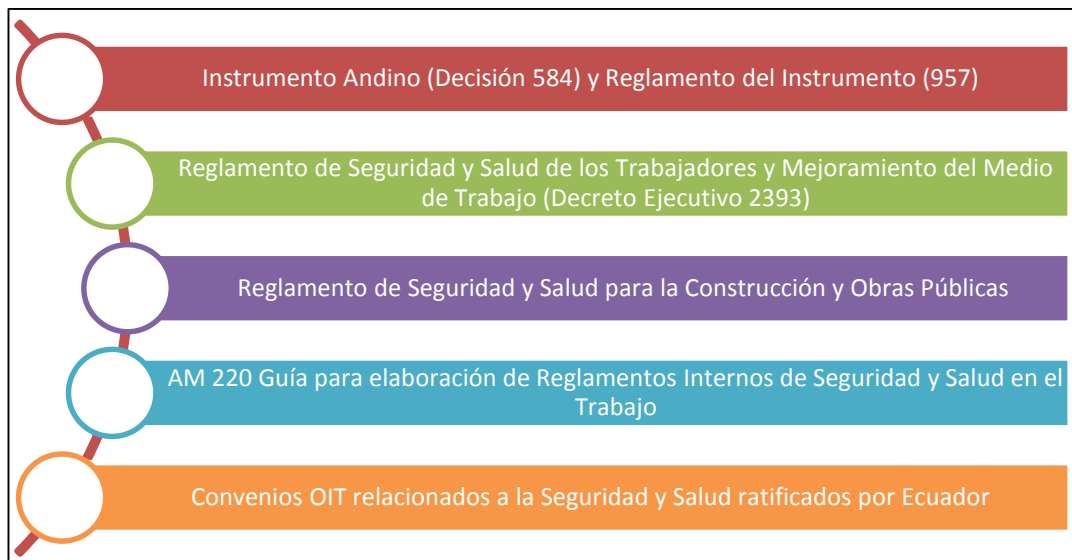 Instrumento Andino (Decisión 584) y Reglamento del Instrumento (957)
Reglamento de Seguridad y Salud de los Trabajadores y Mejoramiento del Medio
de Trabajo (Decreto Ejecutivo 2393)
Reglamento de Seguridad y Salud para la Construcción y Obras Públicas
AM 220 Guía para elaboración de Reglamentos Internos de Seguridad y Salud en el
Trabajo
Convenios OIT relacionados a la Seguridad y Salud ratificados por Ecuador